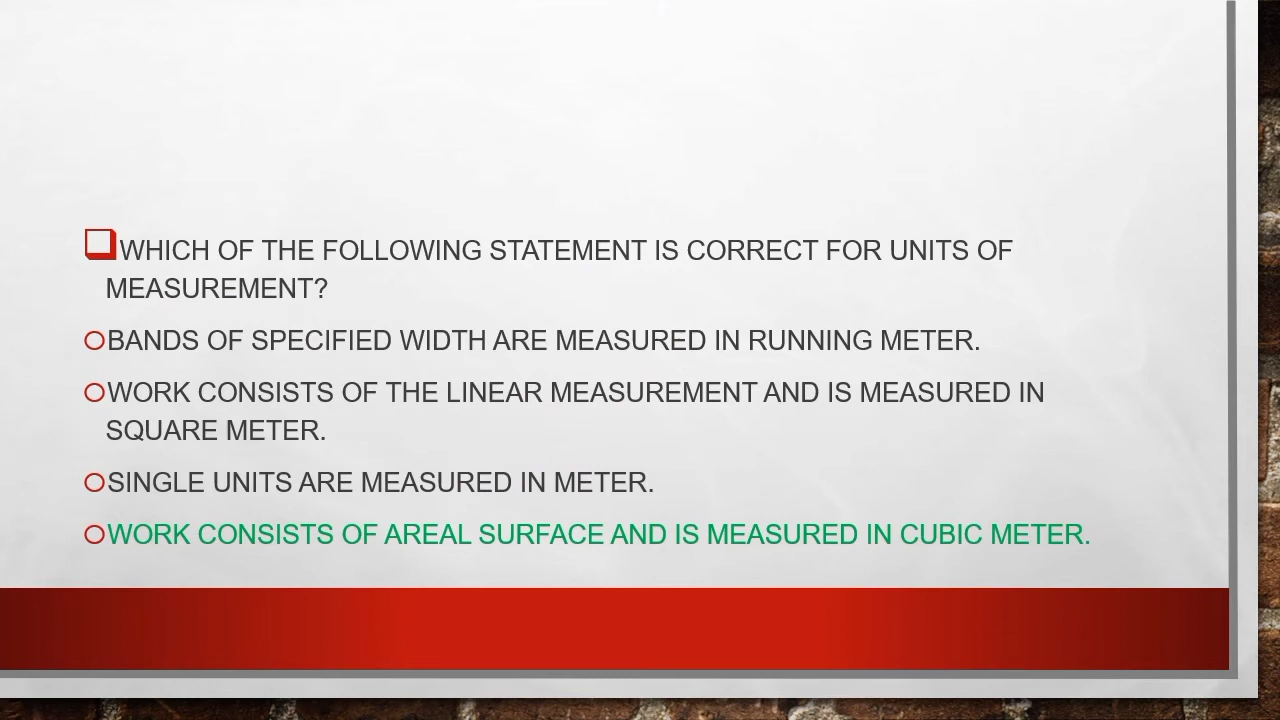 WHICH OF THE FOLLOWING STATEMENT IS CORRECT FOR UNITS OF
MEASUREMENT?
BANDS OF SPECIFIED WIDTH ARE MEASURED IN RUNNING METER.
WORK CONSISTS OF THE LINEAR MEASUREMENT AND IS MEASURED IN
SQUARE METER.
SINGLE UNITS ARE MEASURED IN METER.
WORK CONSISTS OF AREAL SURFACE AND IS MEASURED IN CUBIC METER.